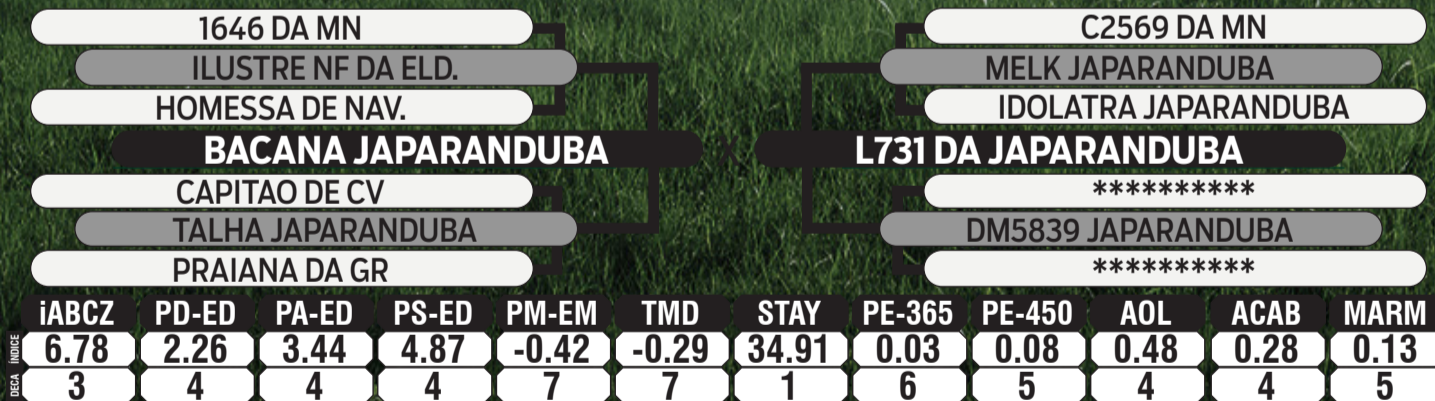 1646 DA MN
ILUSTRE NF DA ELD.
HOMESSA DE NAV.
BACANA JAPARANDUBA
CAPITAO DE CV
TALHA JAPARANDUBA
PRAIANA DA GR
X
C2569 DA MN
MELK JAPARANDUBA
IDOLATRA JAPARANDUBA
L731 DA JAPARANDUBA
**********
DM5839 JAPARANDUBA
**********
iABCZ PD-ED PA-ED PS-ED PM-EM TMD STAY PE-365 PE-450 AOL ACAB MARM
ÍNDICE 6.78 2.26 3.44 4.87 -0.42 -0.29 34.91 0.03 0.08 0.48 0.28 0.13
DECA 3 4 4 4 7 7 1 6 5 4 4 5